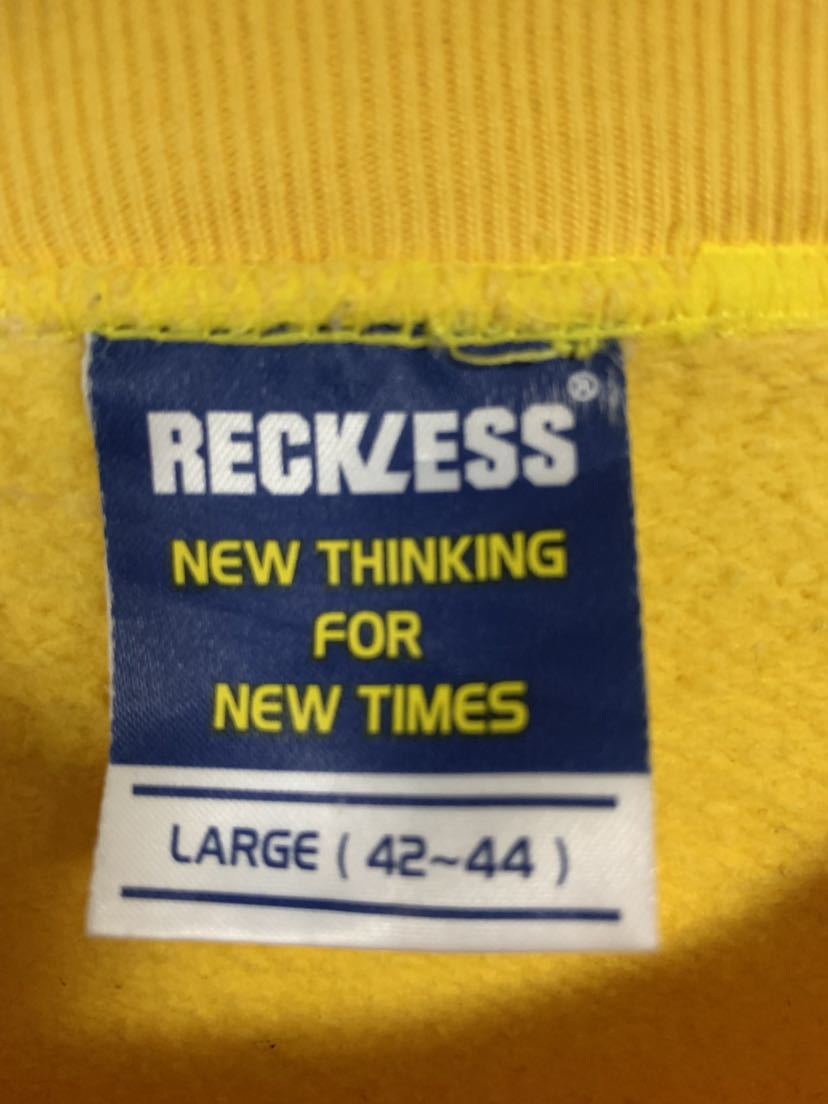 RECKLESS®
NEW THINKING
FOR
NEW TIMES
LARGE ( 42~44 )